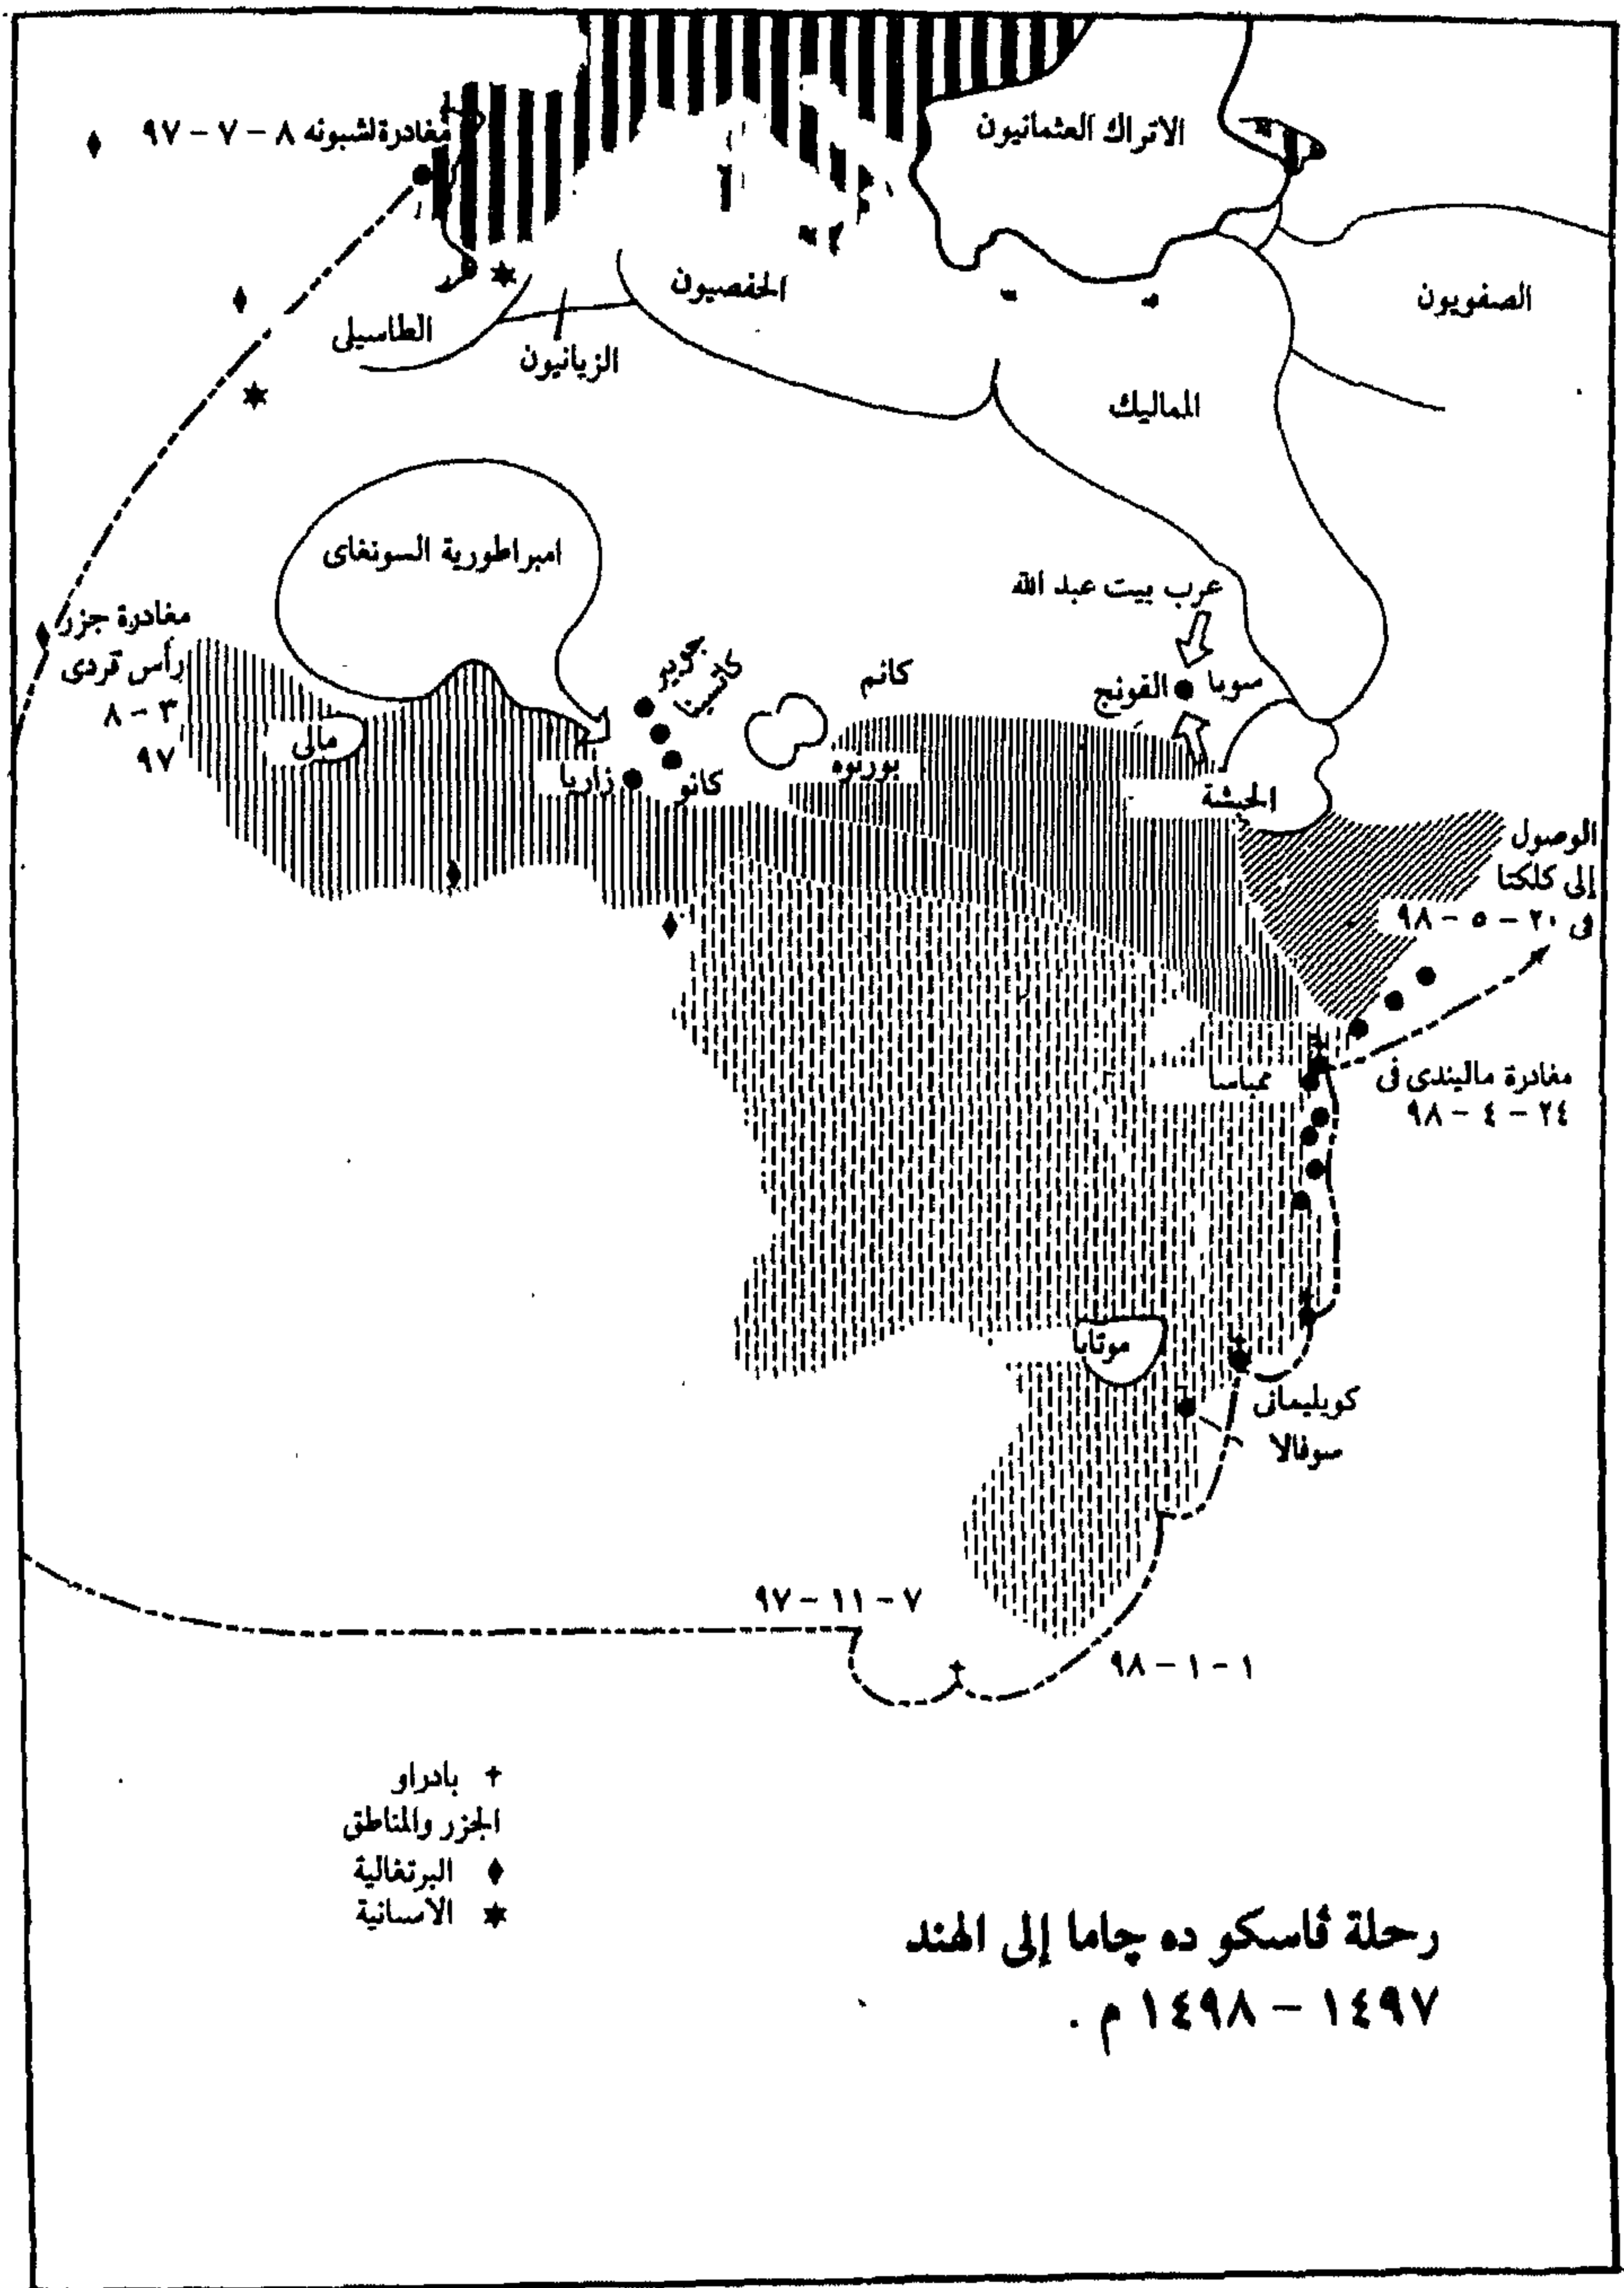 مغادرة لشبونه ٨ - ٧ - ٩٧
الاتراك العثمانيون
الصفويون
الحفصيون
الطاسيلى
الزيانيون
المماليك
امبراطورية السونغاى
عرب بيت عبد الله
مغادرة جزر
رأس قردى
٣ - ٨
٩٧
مالى
كاتسينا
كانم
سوبا
الفونج
زاريا
كانو
بورنوه
الحبشة
الوصول
إلى كلكتا
فى ٢٠ - ٥ - ٩٨
ممباسا
مغادرة ماليندى فى
٢٤ - ٤ - ٩٨
موتابا
كويليمانى
سوفالا
٧ - ١١ - ٩٧
١ - ١ - ٩٨
بادراو
الجزر والمناطق
البرتغالية
الاسبانية
رحلة ڤاسكو ده چاما إلى الهند
١٤٩٧ - ١٤٩٨ م .